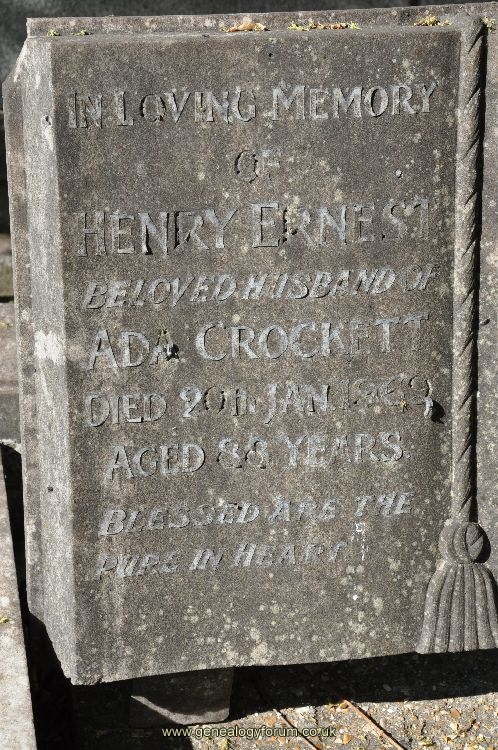 IN LOVING MEMORY
OF
HENRY ERNEST
BELOVED HUSBAND OF
ADA CROCKETT
DIED 20TH JAN. 1969
AGED 88 YEARS.
BLESSED ARE THE
PURE IN HEART
www.genealogyforum.co.uk